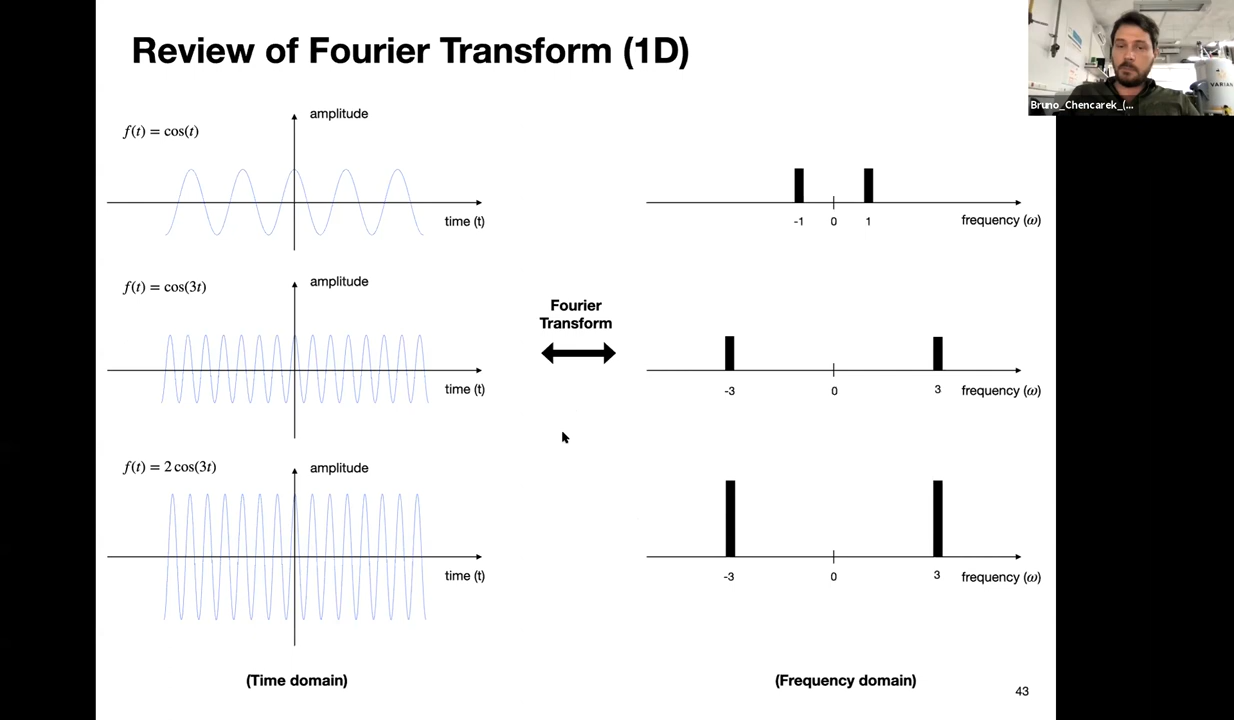 Review of Fourier Transform (1D)
VARIAN
Bruno_Chencarek_(...
f(t) = cos(t)
amplitude
time (t)
-1
0
1
frequency (ω)
f(t) = cos(3t)
amplitude
time (t)
Fourier
Transform
-3
0
3
frequency (ω)
f(t) = 2 cos(3t)
amplitude
time (t)
-3
0
3
frequency (ω)
(Time domain)
(Frequency domain)
43